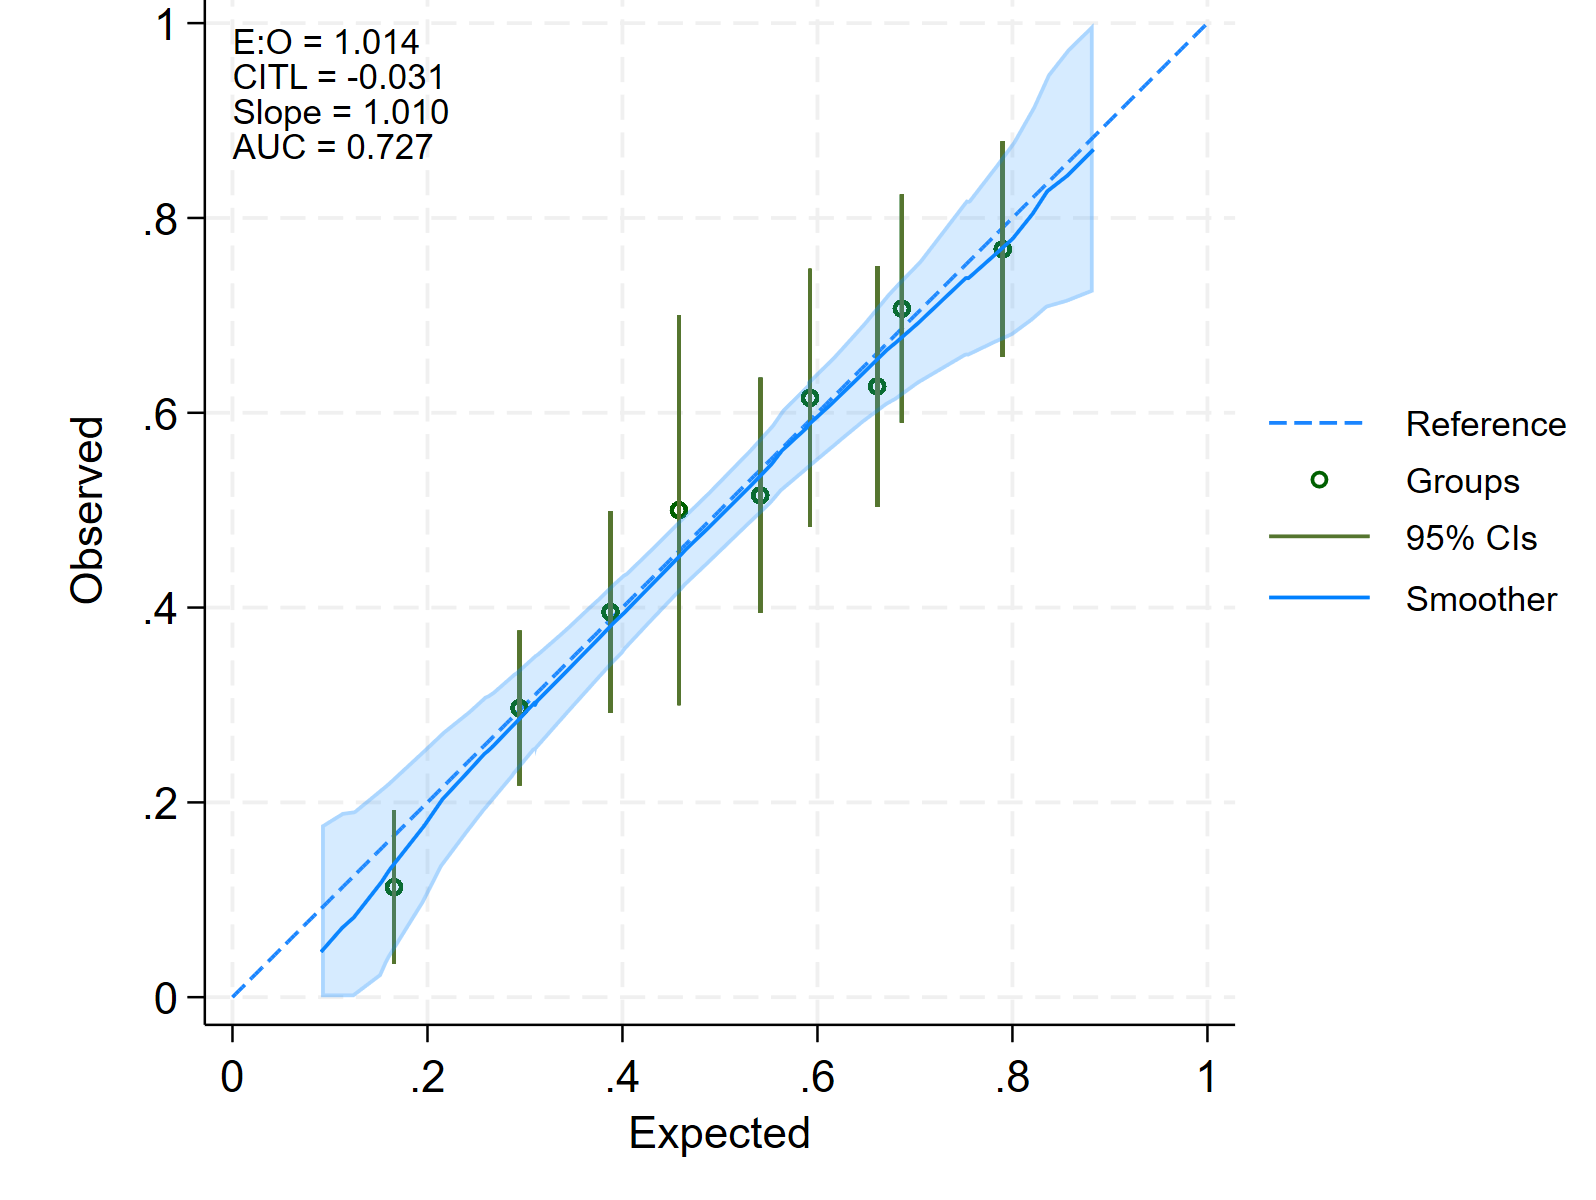 E:O = 1.014
CITL = -0.031
Slope = 1.010
AUC = 0.727
1
.8
.6
.4
.2
0
Observed
0 .2 .4 .6 .8 1
Expected
Reference
Groups
95% CIs
Smoother